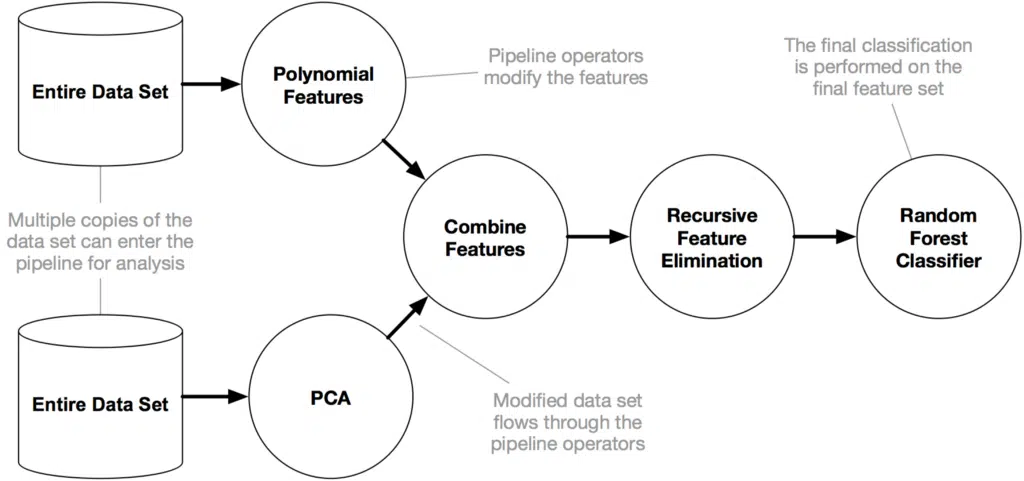 Entire Data Set
Polynomial
Features
Pipeline operators
modify the features
The final classification
is performed on the
final feature set
Multiple copies of the
data set can enter the
pipeline for analysis
Combine
Features
Recursive
Feature
Elimination
Random
Forest
Classifier
Entire Data Set
PCA
Modified data set
flows through the
pipeline operators